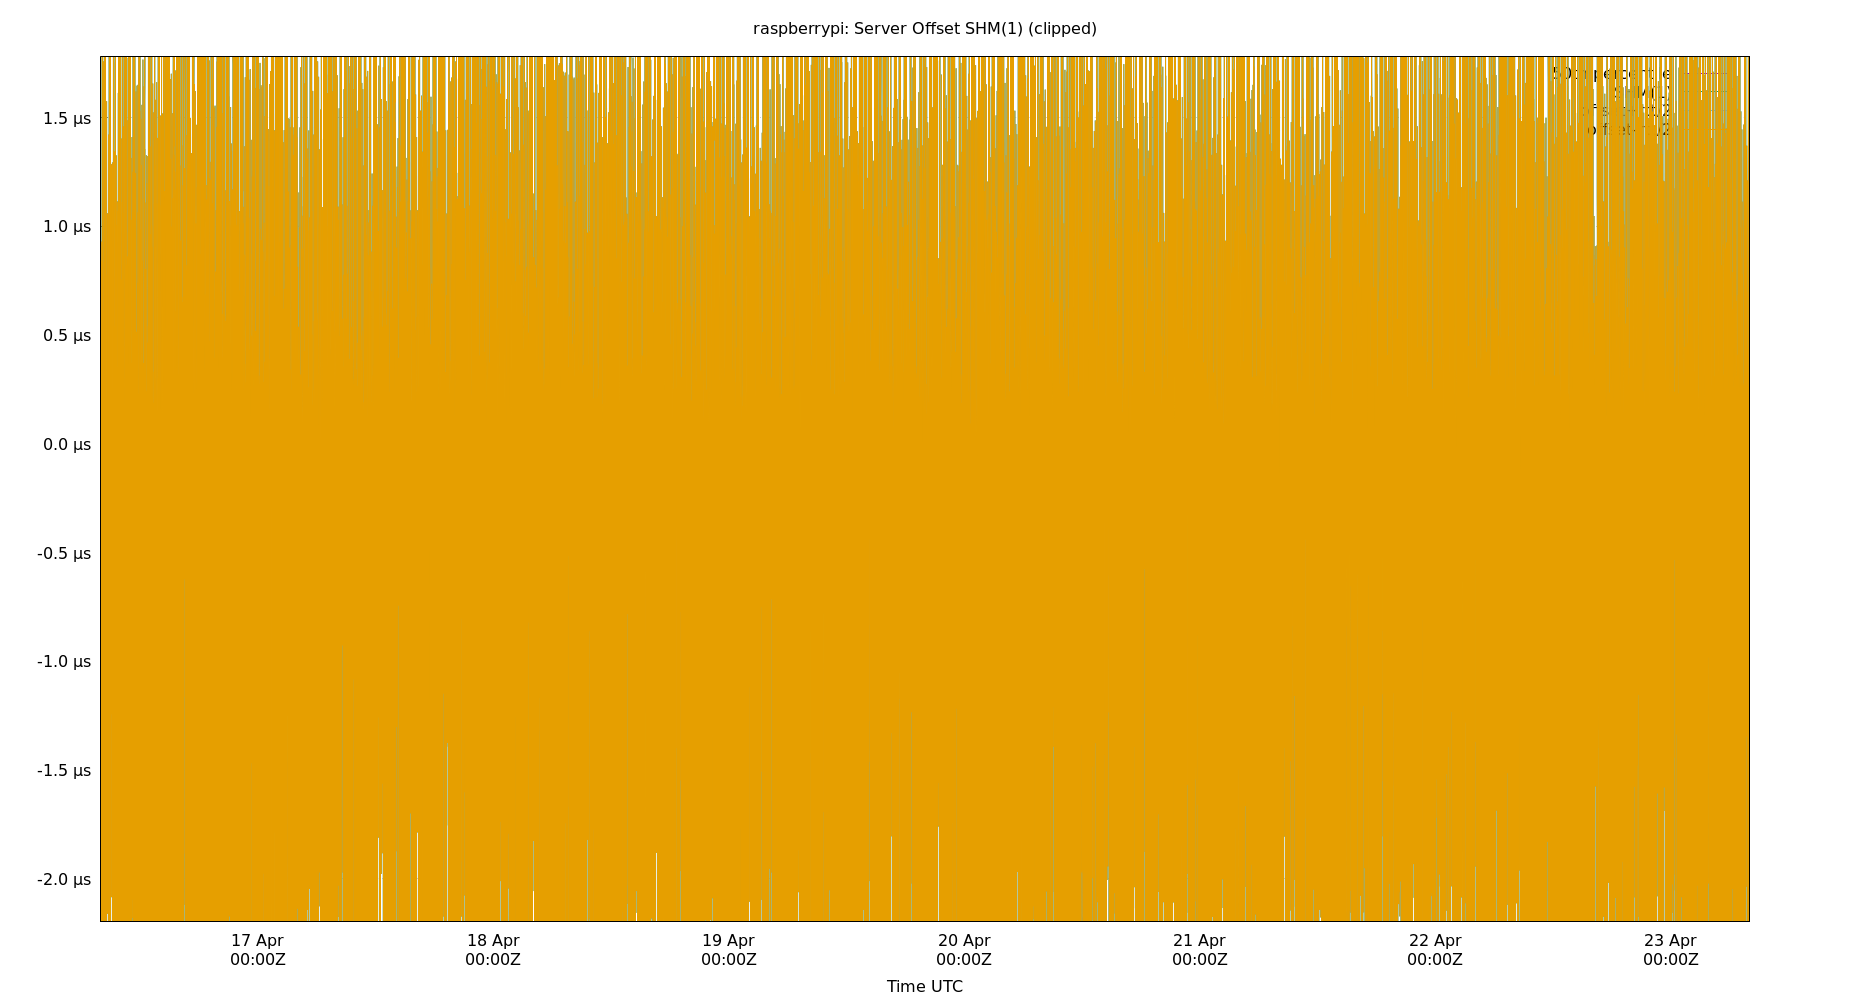 raspberrypi: Server Offset SHM(1) (clipped)
1.5 µs
1.0 µs
0.5 µs
0.0 µs
-0.5 µs
-1.0 µs
-1.5 µs
-2.0 µs
17 Apr 18 Apr 19 Apr 20 Apr 21 Apr 22 Apr 23 Apr
00:00Z 00:00Z 00:00Z 00:00Z 00:00Z 00:00Z 00:00Z
Time UTC